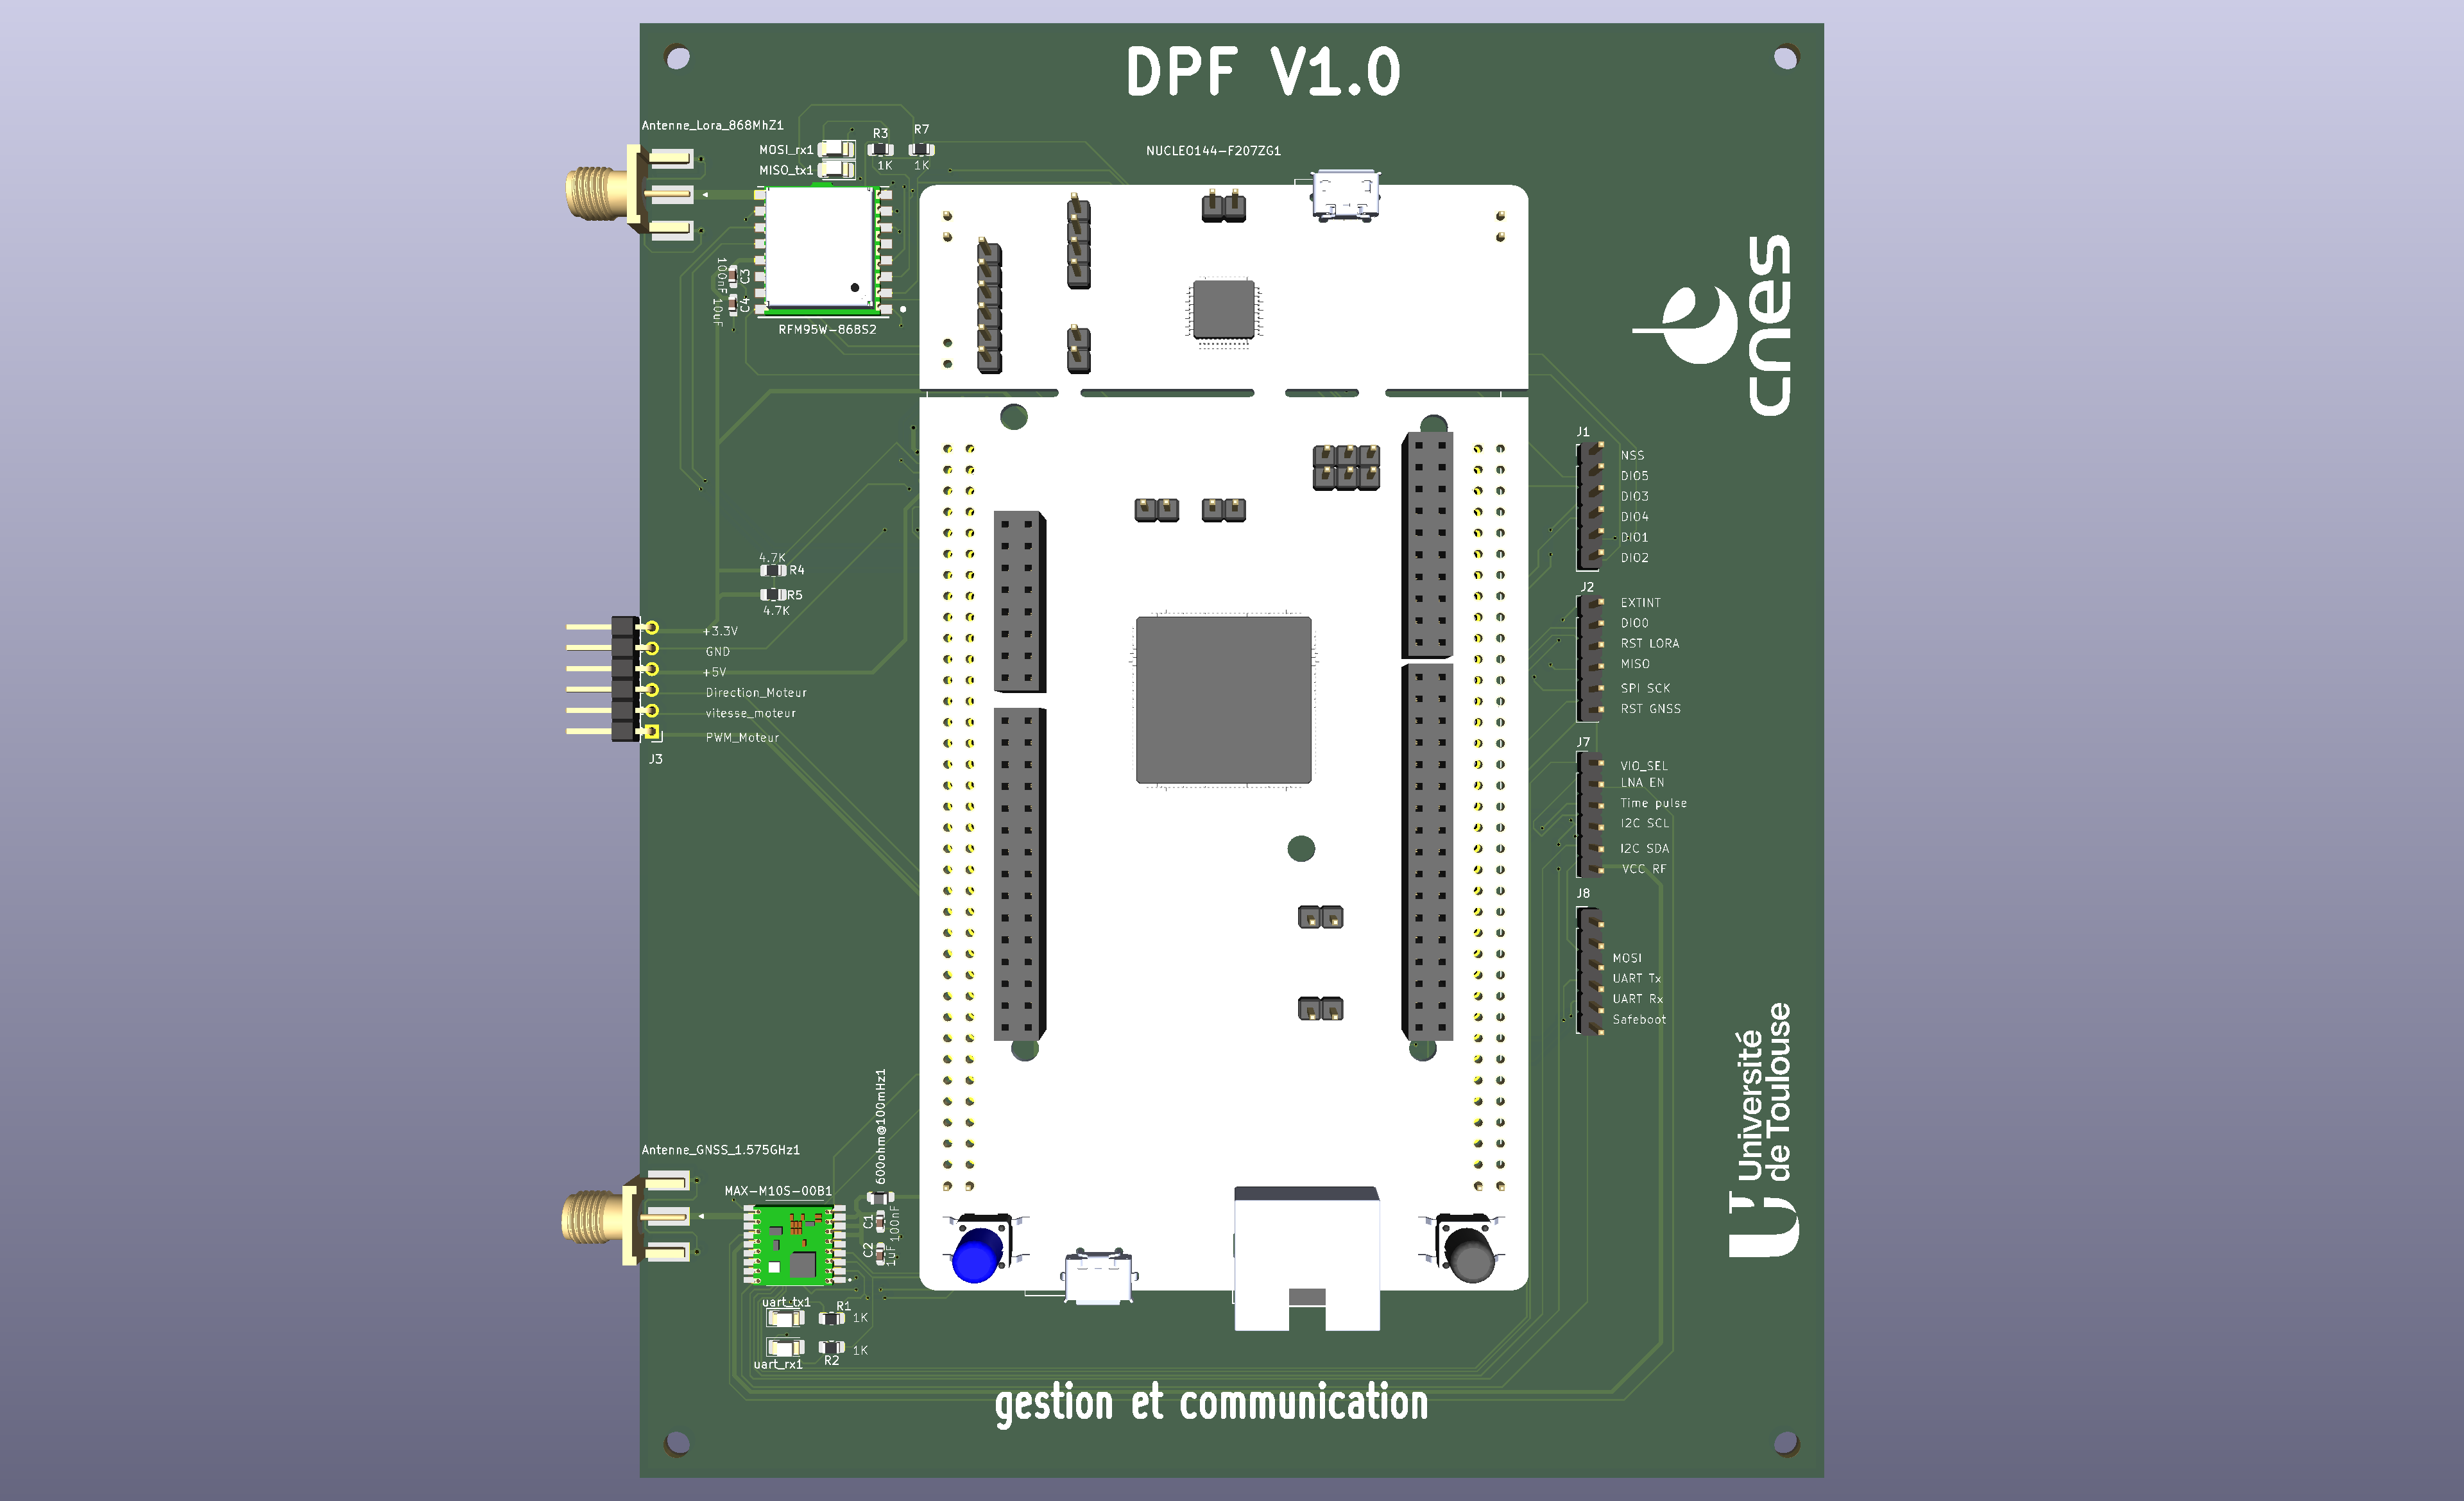 DPF V1.0
Antenne_Lora_868MhZ1
MOSI_rx1
MISO_tx1
R3
1K
R7
1K
NUCLEO144-F207ZG1
100nF
C3
10uF
C4
RFM95W-868S2
cnes
J1
NSS
DIO5
DIO3
DIO4
DIO1
DIO2
4.7K
R4
R5
4.7K
J2
EXTINT
DIO0
RST LORA
MISO
SPI SCK
RST GNSS
+3.3V
GND
+5V
Direction_Moteur
vitesse_moteur
PWM_Moteur
J3
J7
VIO_SEL
LNA EN
Time pulse
I2C SCL
I2C SDA
VCC RF
J8
MOSI
UART Tx
UART Rx
Safeboot
Université
de Toulouse
600ohm@100mHz1
Antenne_GNSS_1.575GHz1
MAX-M10S-00B1
C1
100nF
C2
1uF
uart_tx1
R1
1K
uart_rx1
R2
1K
gestion et communication